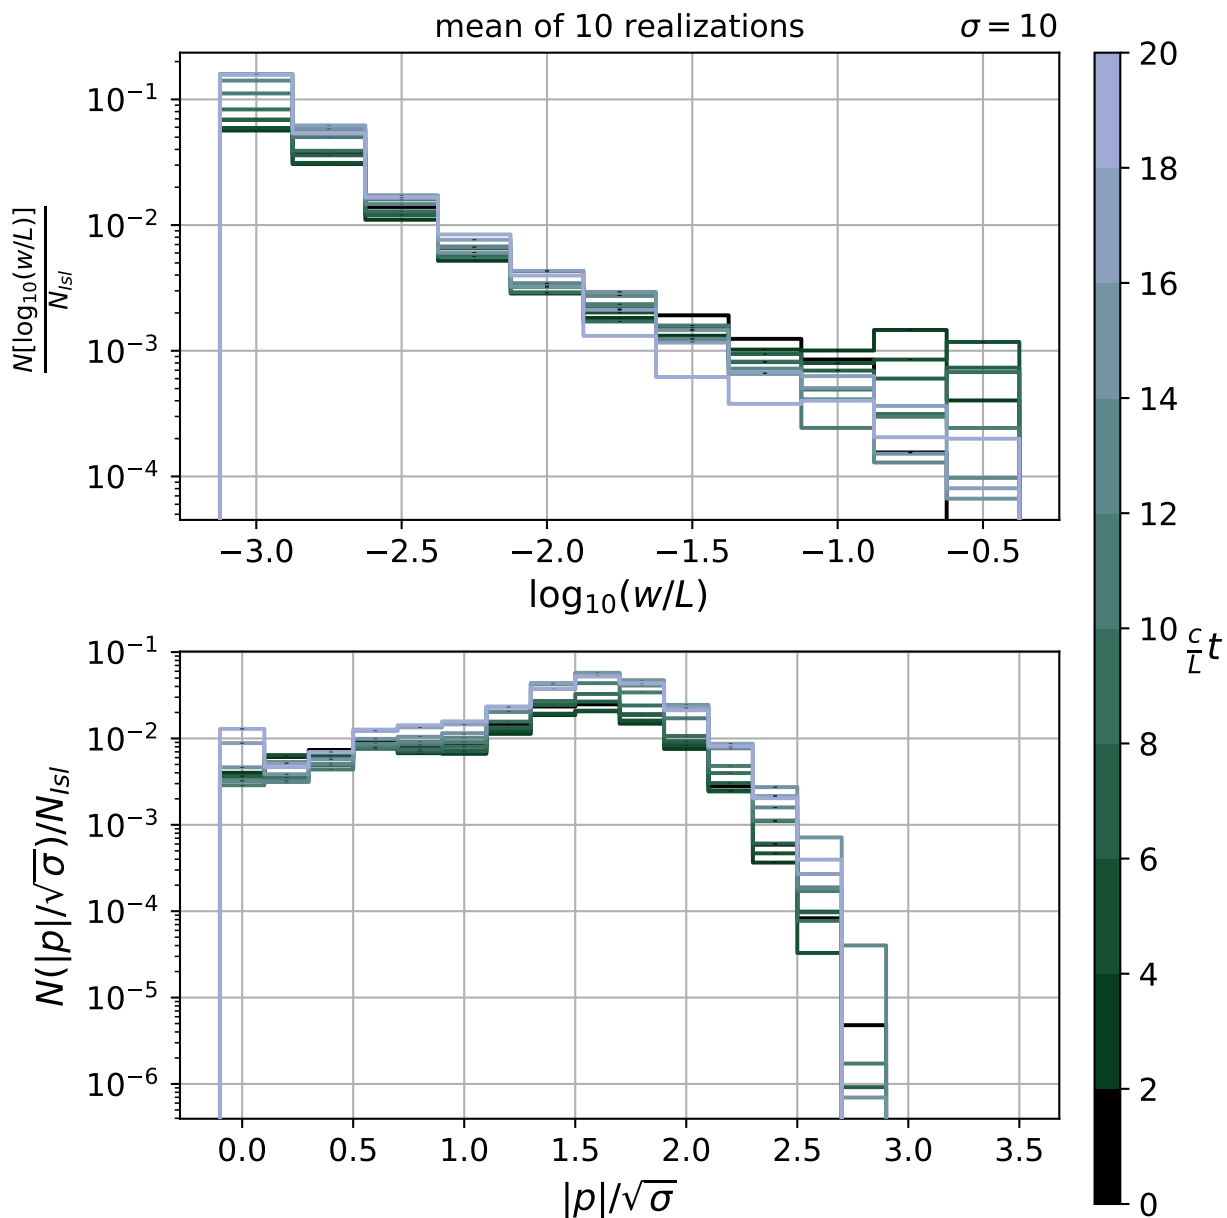 mean of 10 realizations σ = 10
10⁻¹
10⁻²
10⁻³
10⁻⁴
N[log₁₀(w/L)]
N_Isl
−3.0 −2.5 −2.0 −1.5 −1.0 −0.5
log₁₀(w/L)
10⁻¹
10⁻²
10⁻³
10⁻⁴
10⁻⁵
10⁻⁶
N(|p|/√σ)/N_Isl
0.0 0.5 1.0 1.5 2.0 2.5 3.0 3.5
|p|/√σ
20
18
16
14
12
10
8
6
4
2
0
c/L t